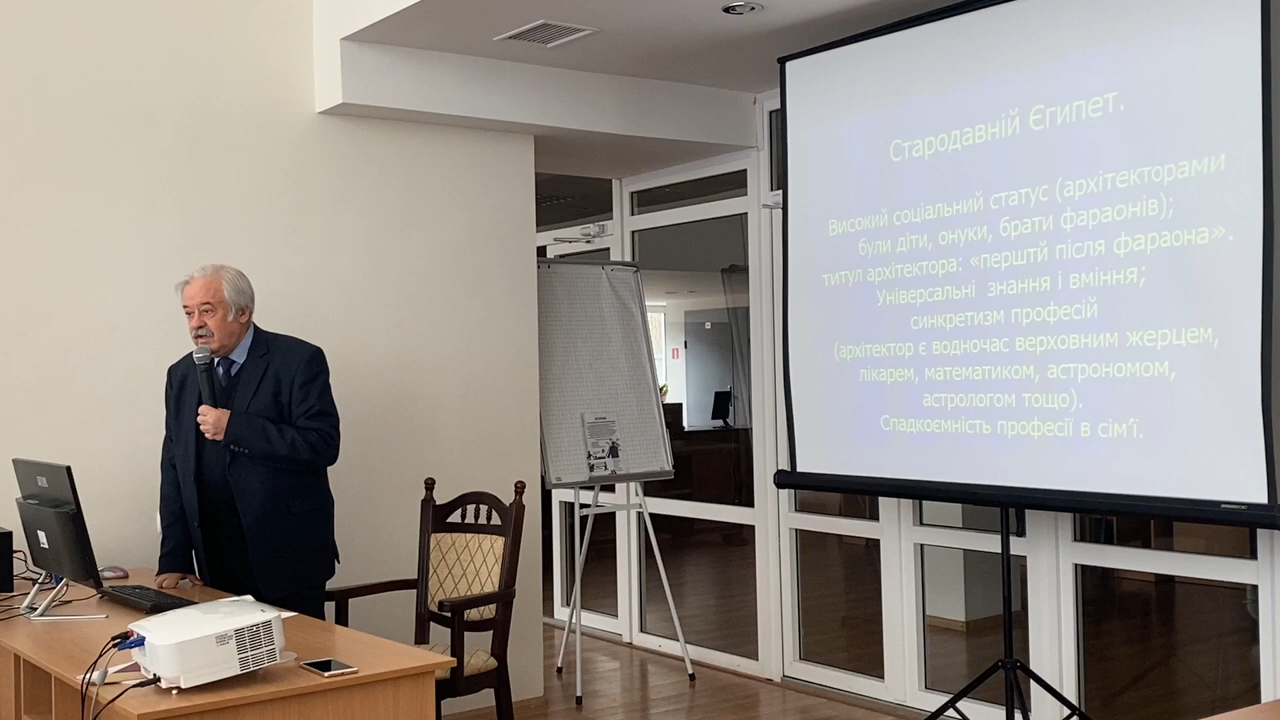 Стародавній Єгипет.
Високий соціальний статус (архітекторами
були діти, онуки, брати фараонів);
титул архітектора: «перштй після фараона».
Універсальні знання і вміння;
синкретизм професій
(архітектор є водночас верховним жерцем,
лікарем, математиком, астрономом,
астрологом тощо).
Спадкоємність професії в сім’ї.